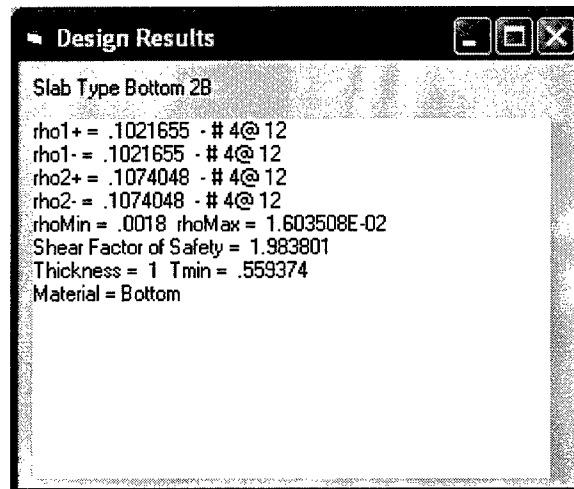 Design Results
Slab Type Bottom 2B
rho1+ = .1021655 - # 4@ 12
rho1- = .1021655 - # 4@ 12
rho2+ = .1074048 - # 4@ 12
rho2- = .1074048 - # 4@ 12
rhoMin = .0018 rhoMax = 1.603508E-02
Shear Factor of Safety = 1.983801
Thickness = 1 Tmin = .559374
Material = Bottom